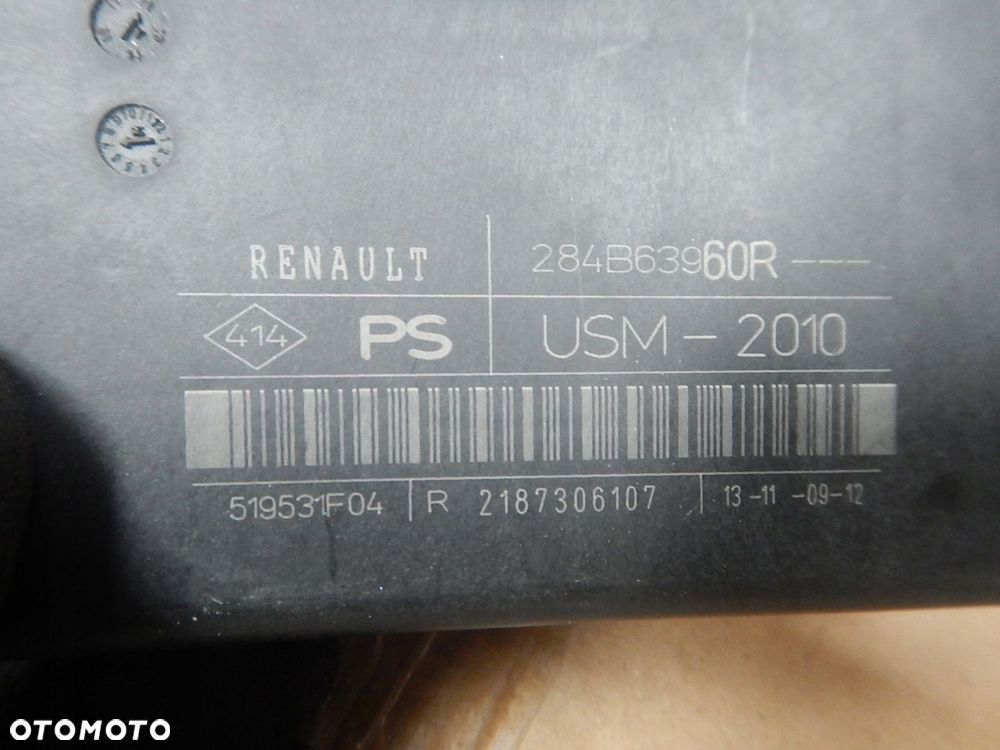 RENAULT 284B63960R---
414 PS USM-2010
519531F04 R 2187306107 13-11-09-12
OTOMOTO